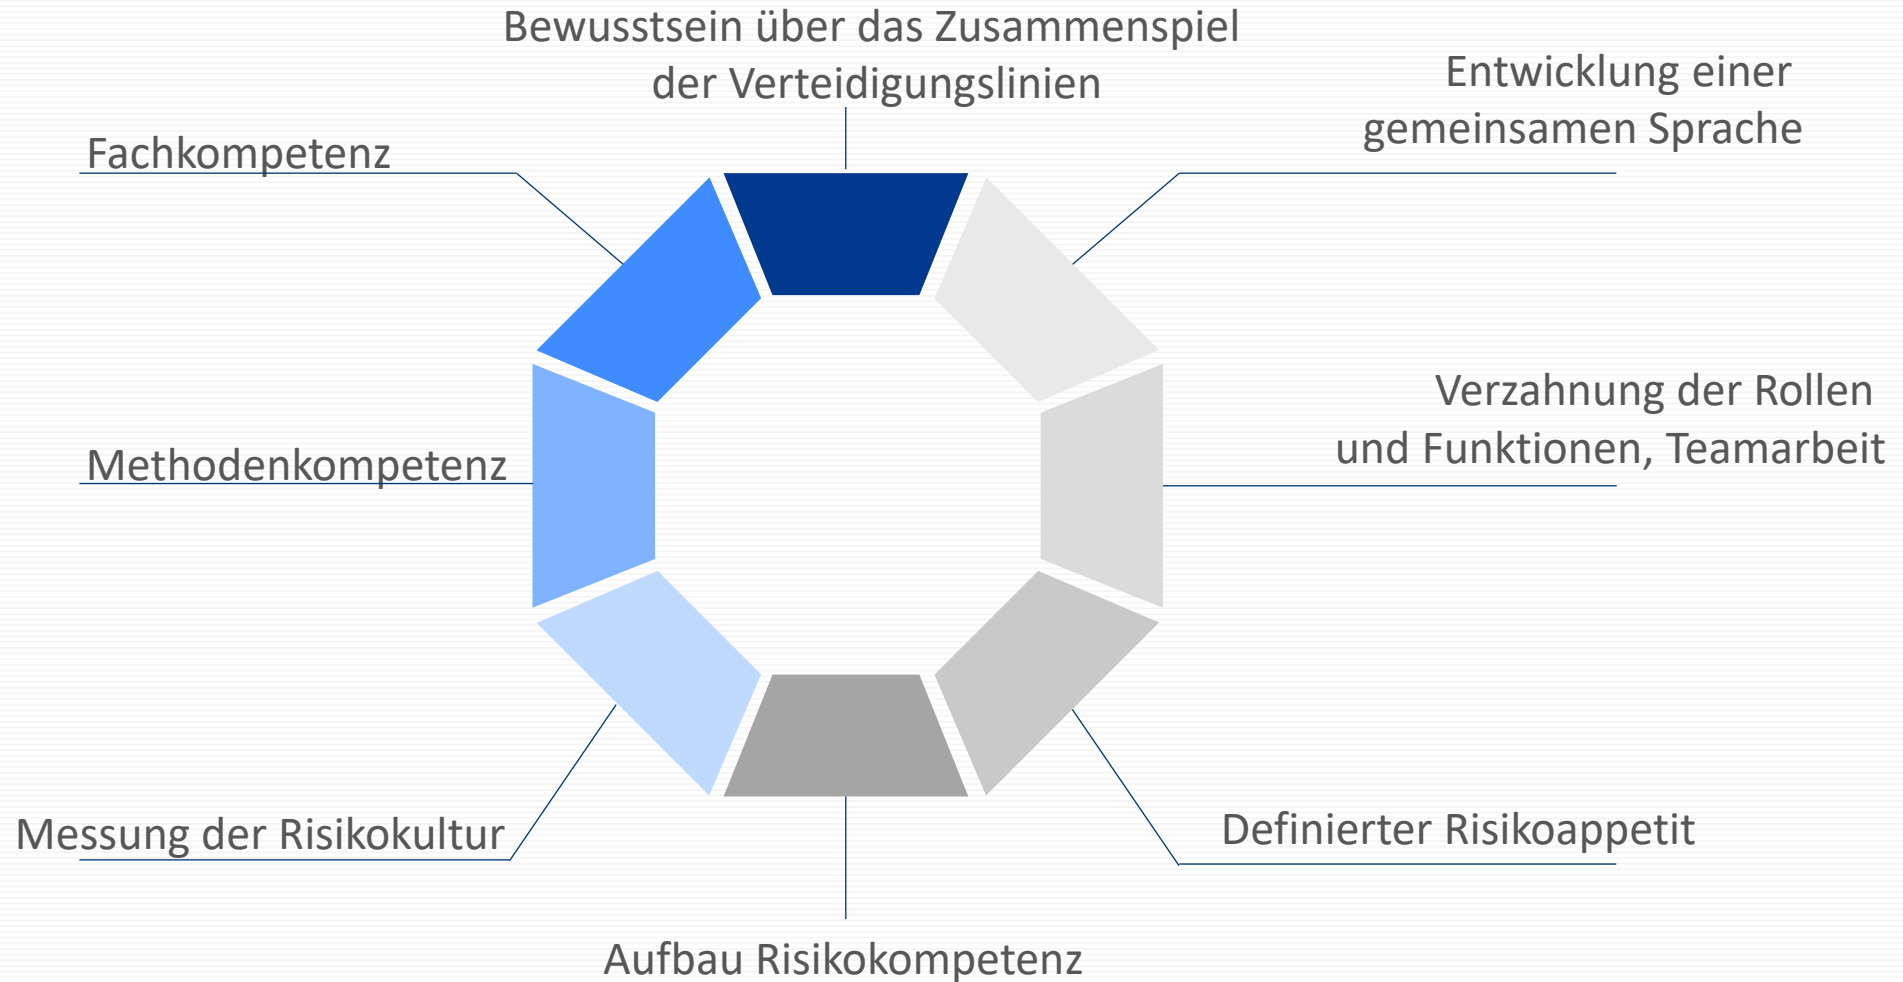 Bewusstsein über das Zusammenspiel
der Verteidigungslinien
Entwicklung einer
gemeinsamen Sprache
Fachkompetenz
Verzahnung der Rollen
und Funktionen, Teamarbeit
Methodenkompetenz
Messung der Risikokultur
Definierter Risikoappetit
Aufbau Risikokompetenz